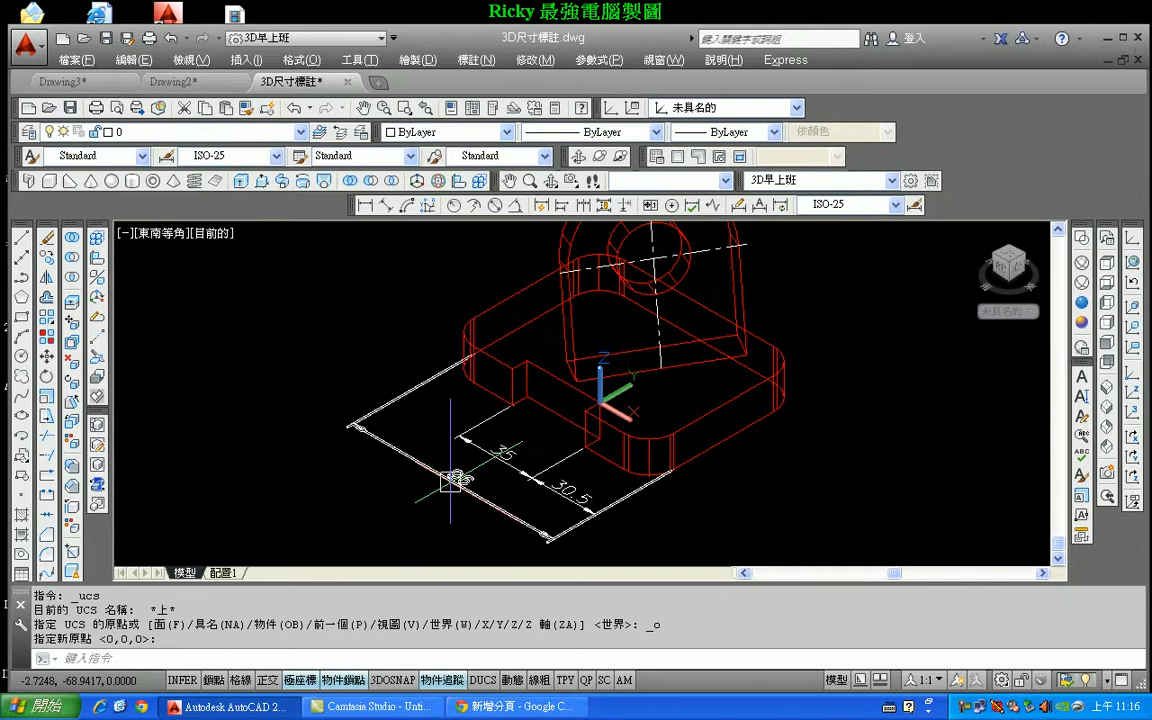 Ricky 最強電腦製圖
3D早上班
3D尺寸標註.dwg
鍵入關鍵字或詞組
登入
檔案(F) 編輯(E) 檢視(V) 插入(I) 格式(O) 工具(T) 繪製(D) 標註(N) 修改(M) 參數式(P) 視窗(W) 說明(H) Express
Drawing3* Drawing2* 3D尺寸標註*
未具名的
0 ByLayer ByLayer ByLayer 依顏色
Standard ISO-25 Standard Standard
3D早上班
ISO-25
[-][東南等角][目前的]
未具名的
Z
Y
X
35
30.5
模型 配置1
指令: _ucs
目前的 UCS 名稱: *上*
指定 UCS 的原點或 [面(F)/具名(NA)/物件(OB)/前一個(P)/視圖(V)/世界(W)/X/Y/Z/Z 軸(ZA)] <世界>: _o
指定新原點 <0,0,0>:
鍵入指令
-2.7248, -68.9417, 0.0000 INFER 鎖點 格線 正交 極座標 物件鎖點 3DOSNAP 物件追蹤 DUCS 動態 線粗 TPY QP SC AM 模型 1:1
開始 Autodesk AutoCAD 2... Camtasia Studio - Unti... 新增分頁 - Google C... 上午 11:16